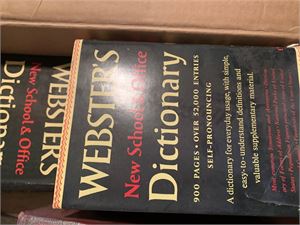 WEBSTER'S
New School & Office
Dictionary
900 PAGES • OVER 52,000 ENTRIES
SELF-PRONOUNCING
A dictionary for everyday usage, with simple,
easy-to-understand definitions and
valuable supplementary material.
WEBSTER'S
New School & Office
Dictionary